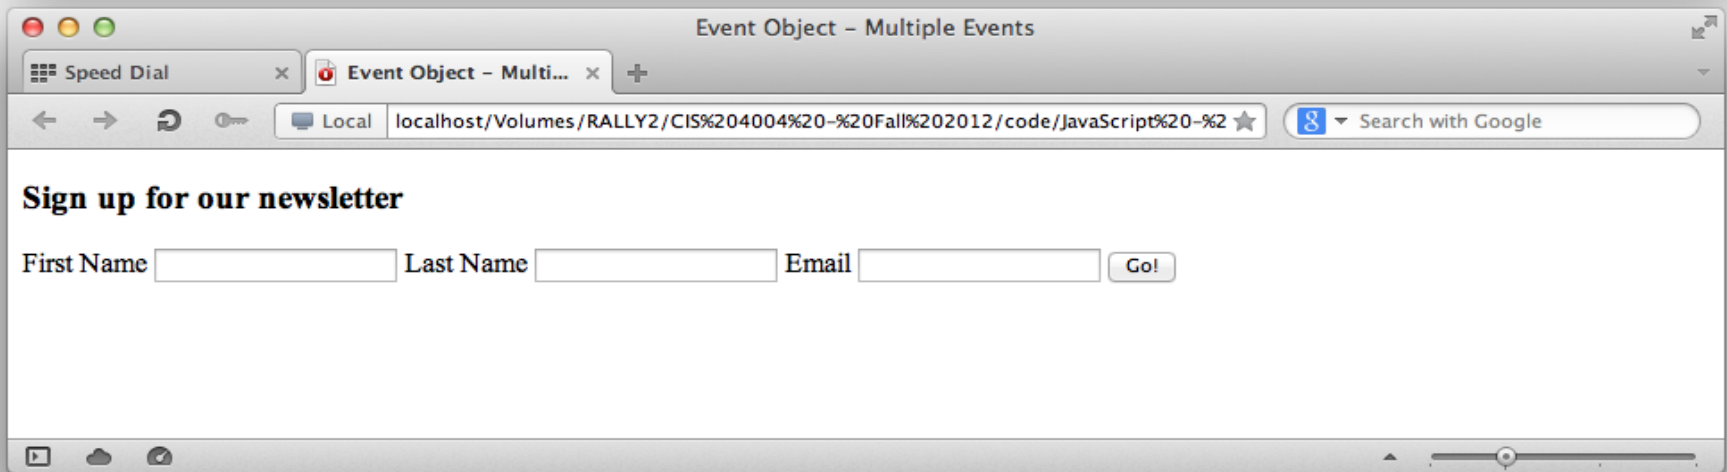 Event Object – Multiple Events
Speed Dial Event Object – Multi...
Local localhost/Volumes/RALLY2/CIS%204004%20-%20Fall%202012/code/JavaScript%20-%2 8 Search with Google
Sign up for our newsletter
First Name Last Name Email Go!